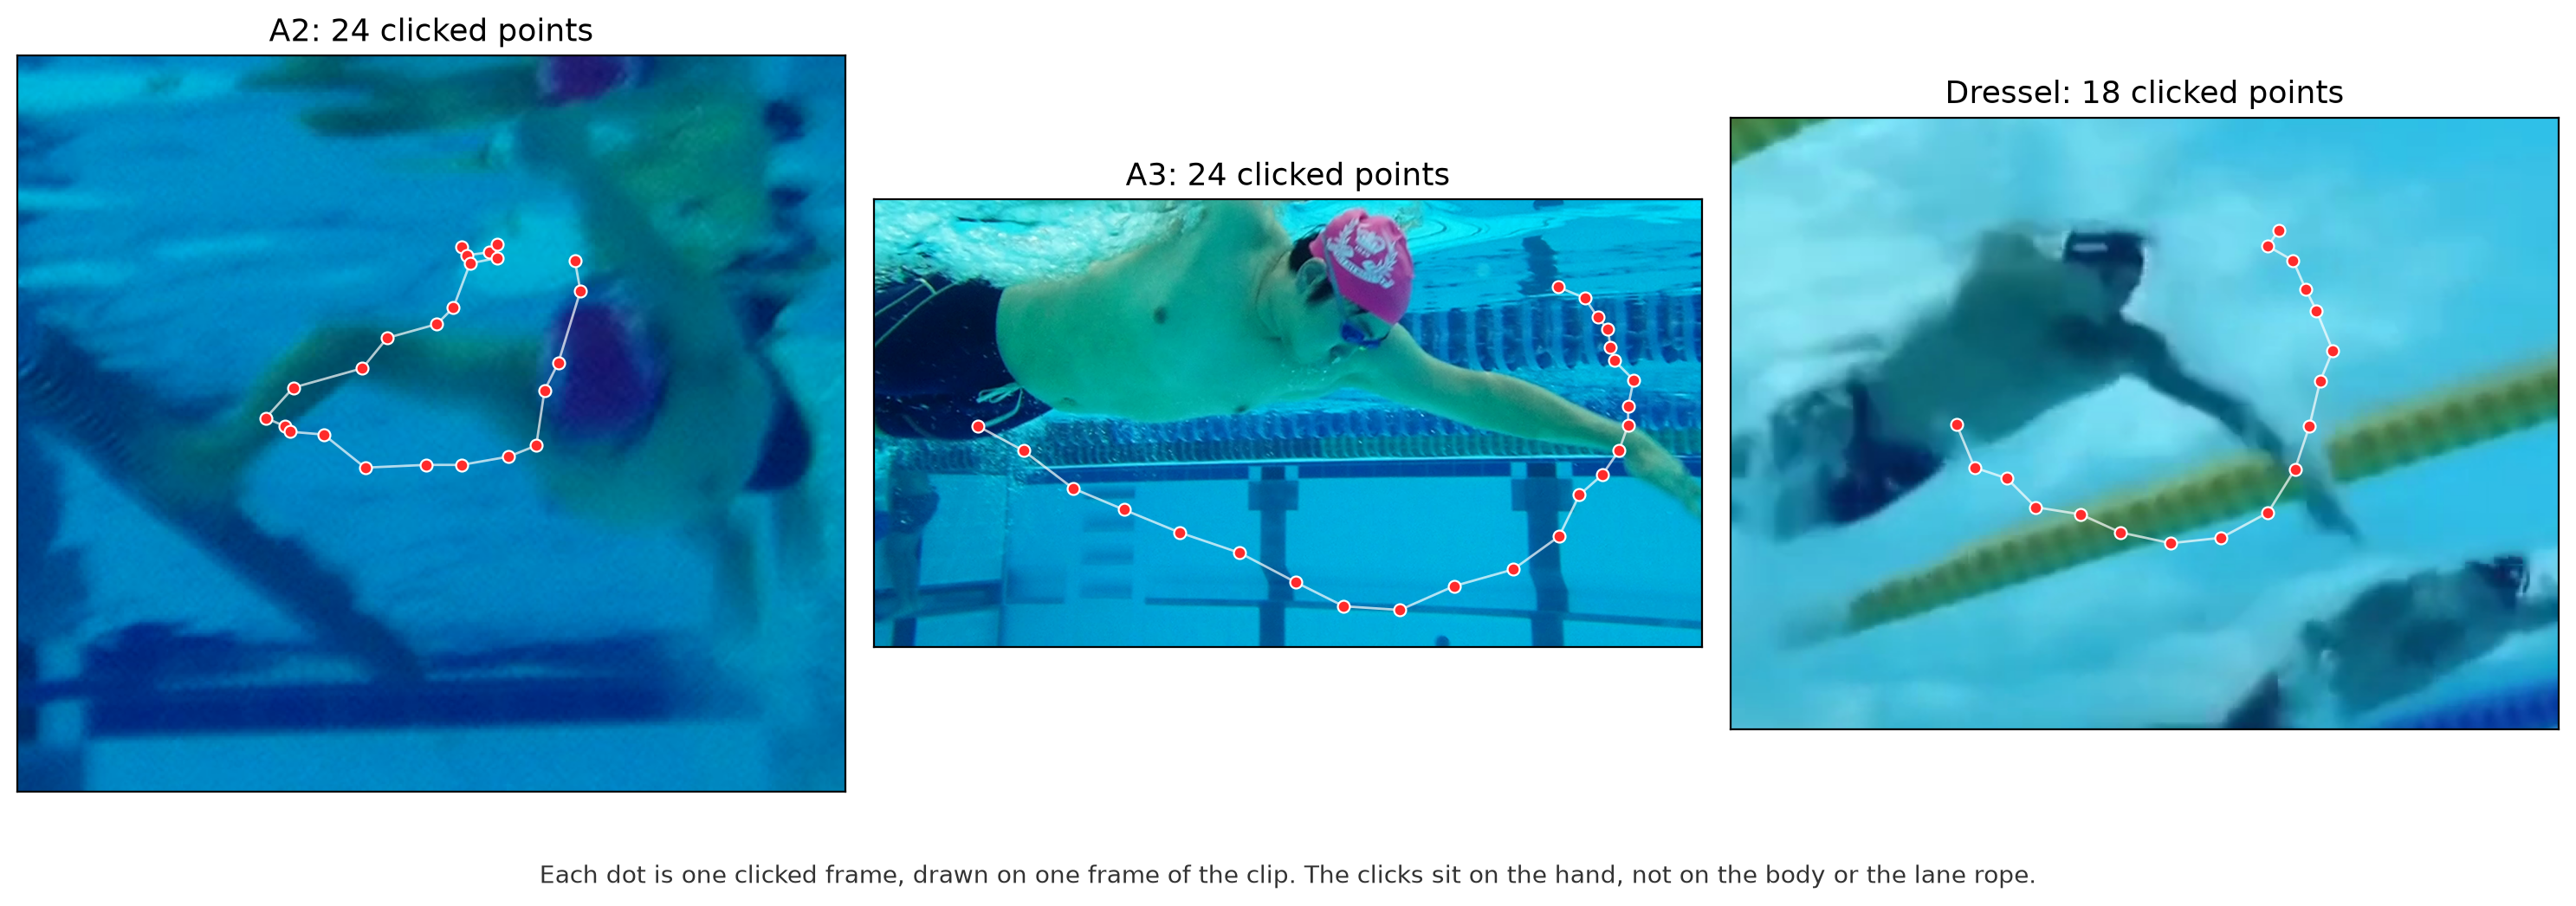 A2: 24 clicked points
A3: 24 clicked points
Dressel: 18 clicked points
Each dot is one clicked frame, drawn on one frame of the clip. The clicks sit on the hand, not on the body or the lane rope.